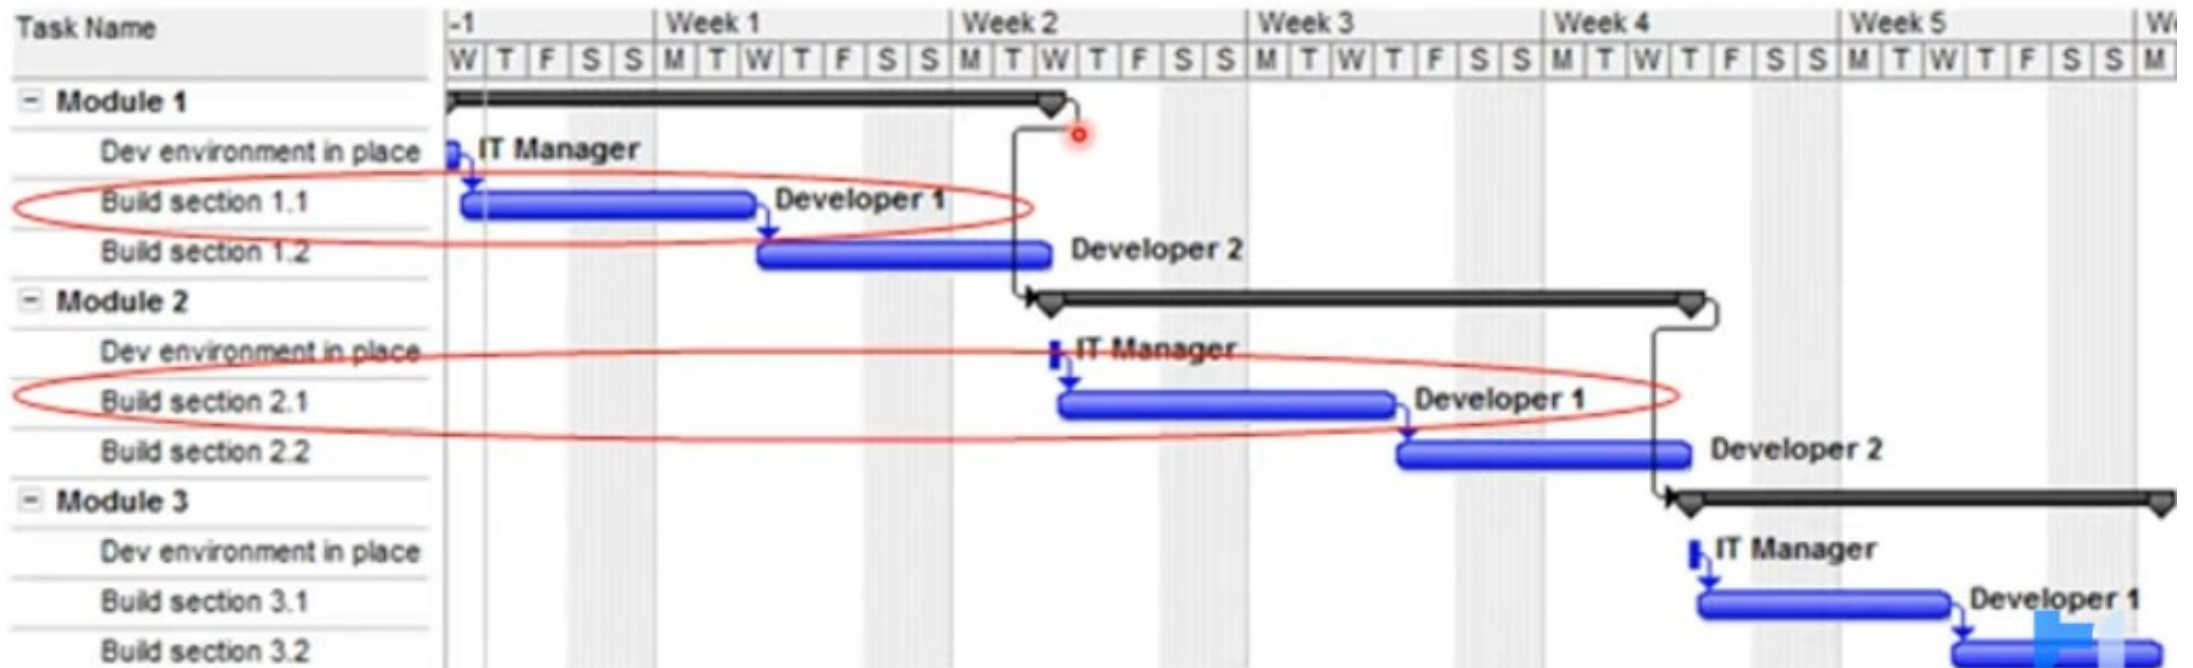 Task Name
-1 Week 1 Week 2 Week 3 Week 4 Week 5
W T F S S M T W T F S S M T W T F S S M T W T F S S M T W T F S S M T W T F S S M
Module 1
Dev environment in place IT Manager
Build section 1.1 Developer 1
Build section 1.2 Developer 2
Module 2
Dev environment in place IT Manager
Build section 2.1 Developer 1
Build section 2.2 Developer 2
Module 3
Dev environment in place IT Manager
Build section 3.1 Developer 1
Build section 3.2